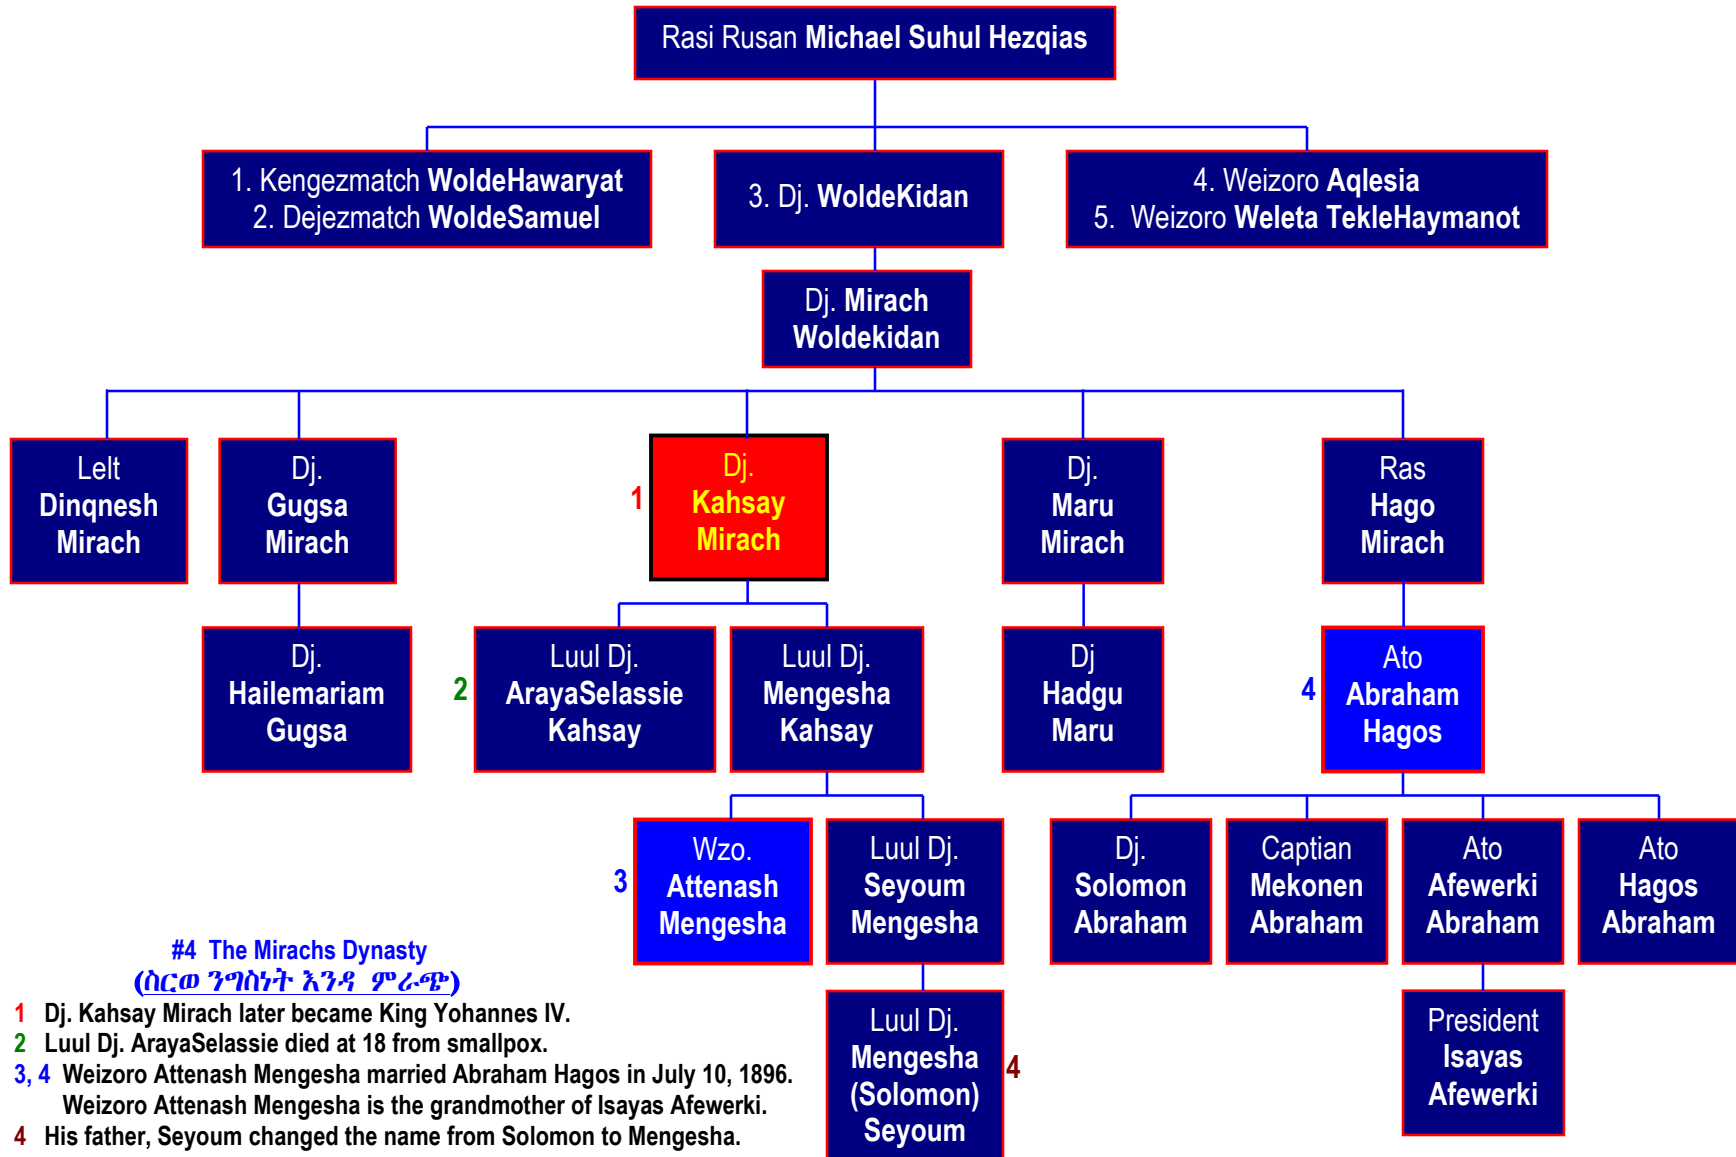 Rasi Rusan Michael Suhul Hezqias
1. Kengezmatch WoldeHawaryat
2. Dejezmatch WoldeSamuel
3. Dj. WoldeKidan
4. Weizoro Aqlesia
5. Weizoro Weleta TekleHaymanot
Dj. Mirach
Woldekidan
Lelt
Dinqnesh
Mirach
Dj.
Gugsa
Mirach
1
Dj.
Kahsay
Mirach
Dj.
Maru
Mirach
Ras
Hago
Mirach
Dj.
Hailemariam
Gugsa
2
Luul Dj.
ArayaSelassie
Kahsay
Luul Dj.
Mengesha
Kahsay
Dj
Hadgu
Maru
4
Ato
Abraham
Hagos
3
Wzo.
Attenash
Mengesha
Luul Dj.
Seyoum
Mengesha
Dj.
Solomon
Abraham
Captian
Mekonen
Abraham
Ato
Afewerki
Abraham
Ato
Hagos
Abraham
Luul Dj.
Mengesha
(Solomon)
Seyoum
4
President
Isayas
Afewerki
#4 The Mirachs Dynasty
(ስርወ ንግስነት እንዳ ምራጭ)
1 Dj. Kahsay Mirach later became King Yohannes IV.
2 Luul Dj. ArayaSelassie died at 18 from smallpox.
3, 4 Weizoro Attenash Mengesha married Abraham Hagos in July 10, 1896.
Weizoro Attenash Mengesha is the grandmother of Isayas Afewerki.
4 His father, Seyoum changed the name from Solomon to Mengesha.